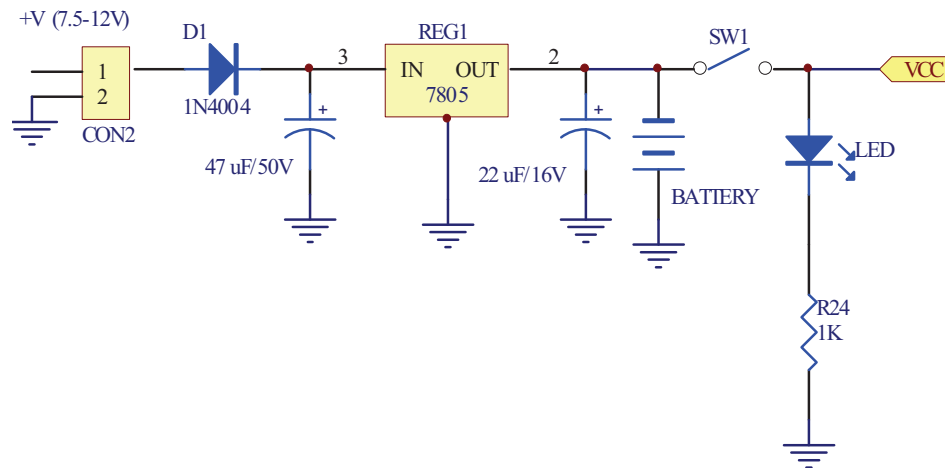 +V (7.5-12V)
1
2
CON2
D1
1N4004
47 uF/50V
+
3
REG1
IN OUT
7805
2
+
22 uF/16V
BATTERY
SW1
VCC
LED
R24
1K